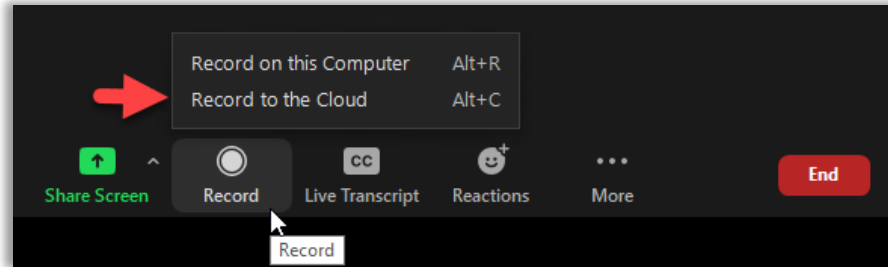 Record on this Computer Alt+R
Record to the Cloud Alt+C
CC
Share Screen Record Live Transcript Reactions More End
Record